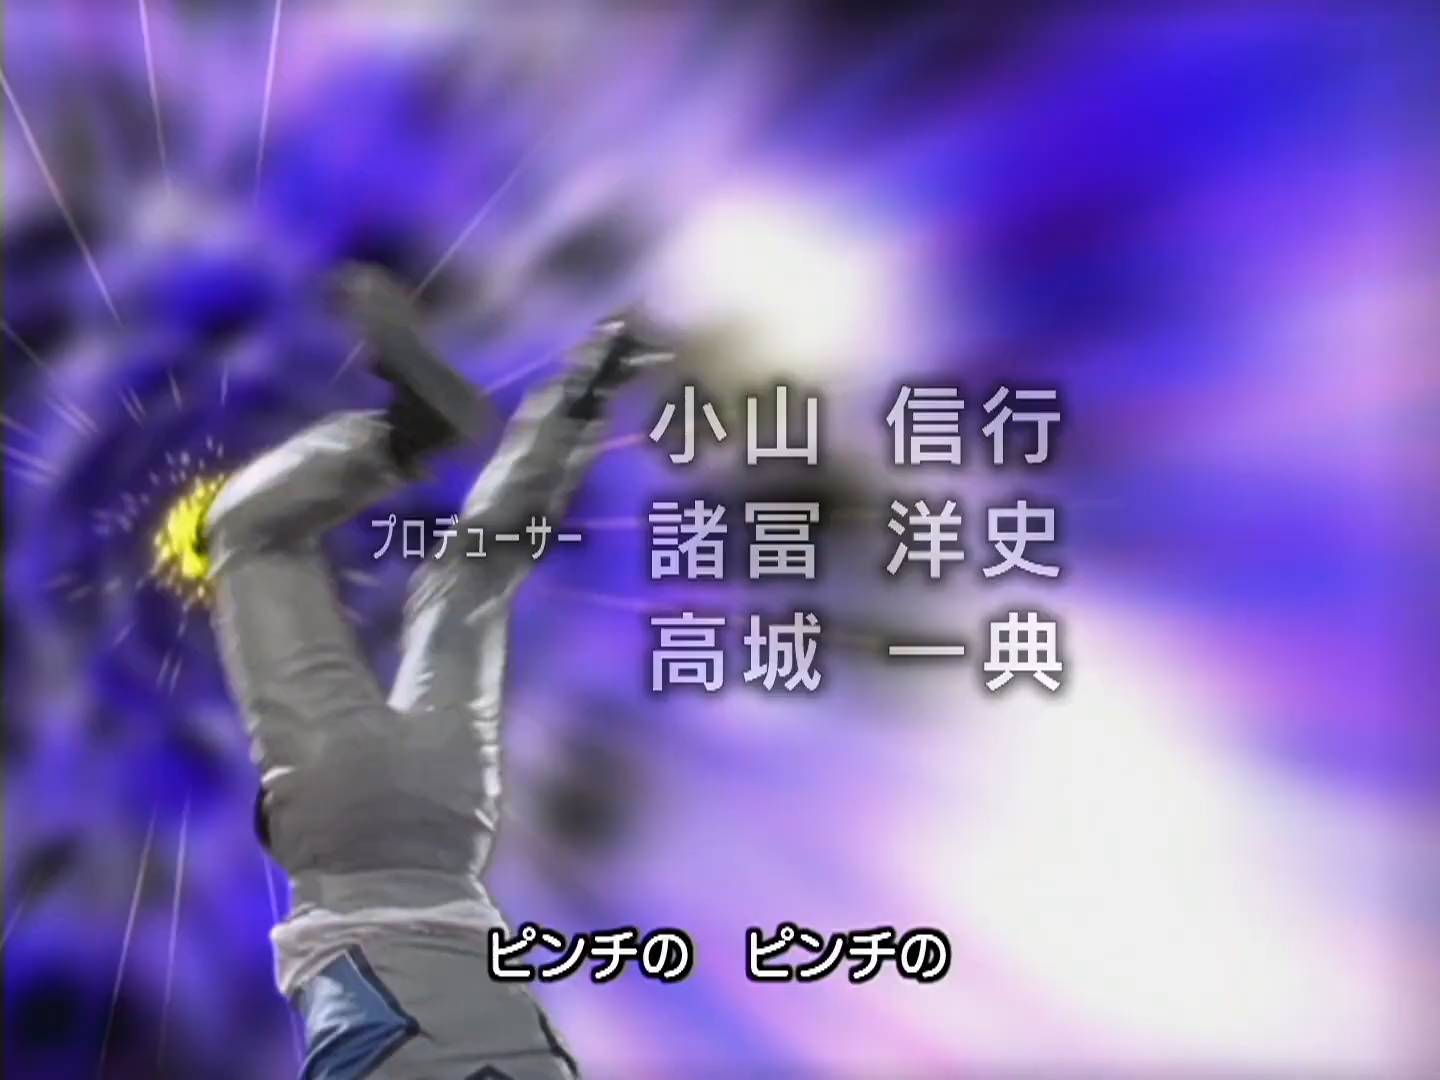 小山 信行
プロデューサー 諸冨 洋史
高城 一典
ピンチの ピンチの